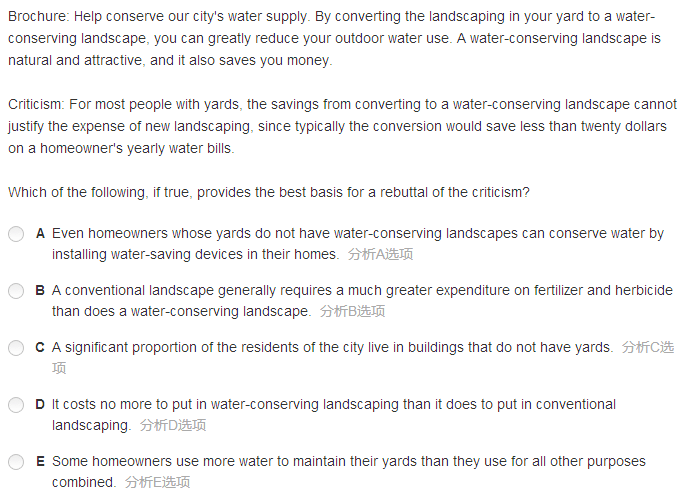 Brochure: Help conserve our city's water supply. By converting the landscaping in your yard to a water-
conserving landscape, you can greatly reduce your outdoor water use. A water-conserving landscape is
natural and attractive, and it also saves you money.
Criticism: For most people with yards, the savings from converting to a water-conserving landscape cannot
justify the expense of new landscaping, since typically the conversion would save less than twenty dollars
on a homeowner's yearly water bills.
Which of the following, if true, provides the best basis for a rebuttal of the criticism?
A Even homeowners whose yards do not have water-conserving landscapes can conserve water by
installing water-saving devices in their homes. 分析A选项
B A conventional landscape generally requires a much greater expenditure on fertilizer and herbicide
than does a water-conserving landscape. 分析B选项
C A significant proportion of the residents of the city live in buildings that do not have yards. 分析C选
项
D It costs no more to put in water-conserving landscaping than it does to put in conventional
landscaping. 分析D选项
E Some homeowners use more water to maintain their yards than they use for all other purposes
combined. 分析E选项